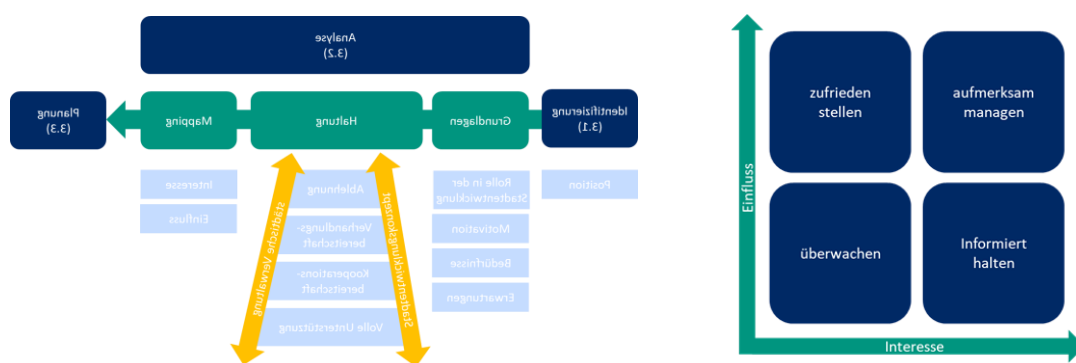 Analyse
(3.2)
Identifizierung
(3.1)
Grundlagen
Haltung
Mapping
Planung
(3.3)
Position
Rolle in der
Stadtentwicklung
Motivation
Bedürfnisse
Erwartungen
Stadtentwicklungskonzept
Ablehnung
Verhandlungs-
bereitschaft
Kooperations-
bereitschaft
Volle Unterstützung
städtische Verwaltung
Interesse
Einfluss
Einfluss
zufrieden
stellen
aufmerksam
managen
überwachen
Informiert
halten
Interesse